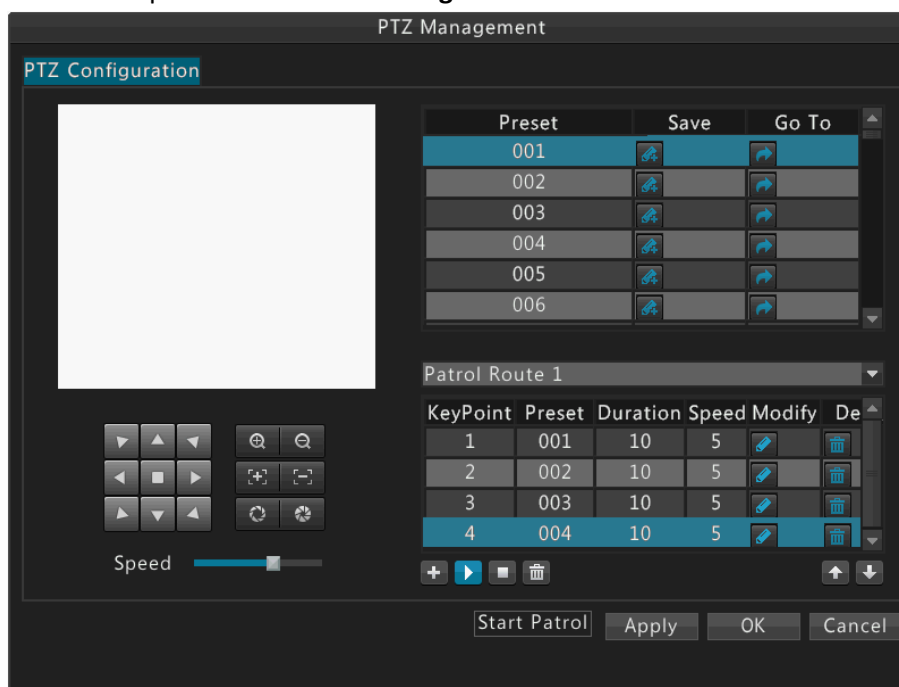 PTZ Management
PTZ Configuration
Preset Save Go To
001
002
003
004
005
006
Patrol Route 1
KeyPoint Preset Duration Speed Modify De
1 001 10 5
2 002 10 5
3 003 10 5
4 004 10 5
Speed
Start Patrol Apply OK Cancel